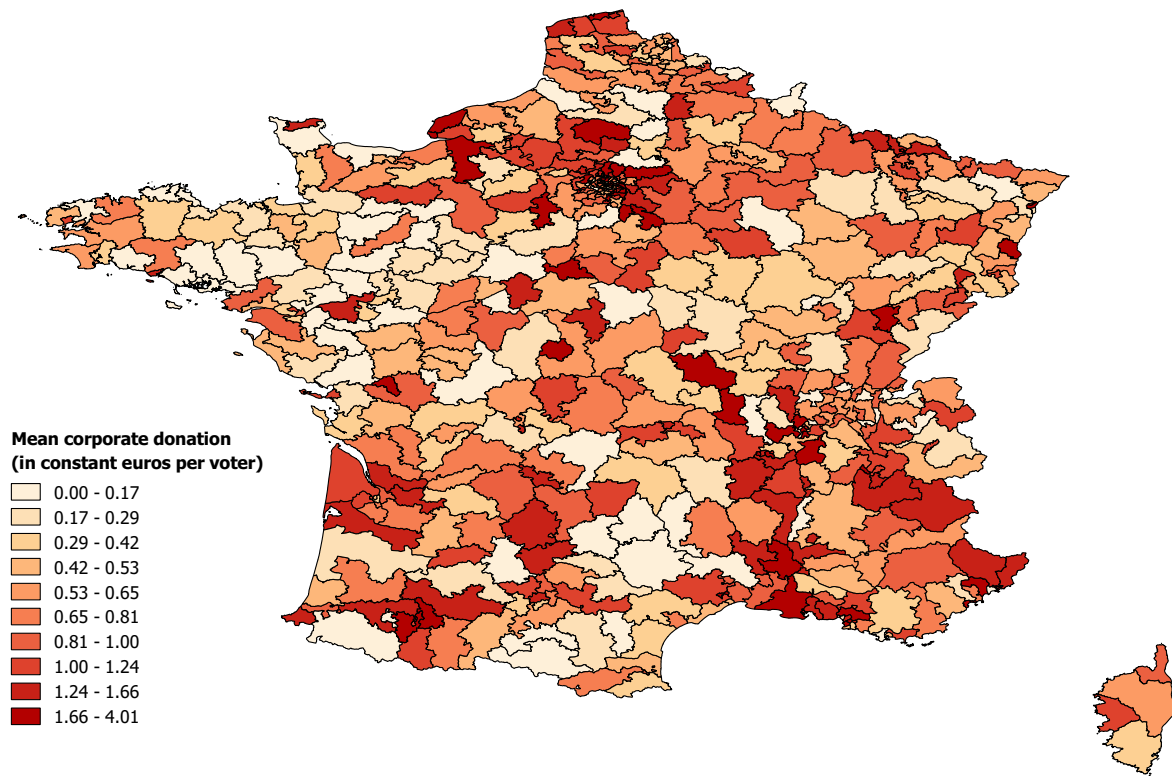 Mean corporate donation
(in constant euros per voter)
0.00 - 0.17
0.17 - 0.29
0.29 - 0.42
0.42 - 0.53
0.53 - 0.65
0.65 - 0.81
0.81 - 1.00
1.00 - 1.24
1.24 - 1.66
1.66 - 4.01